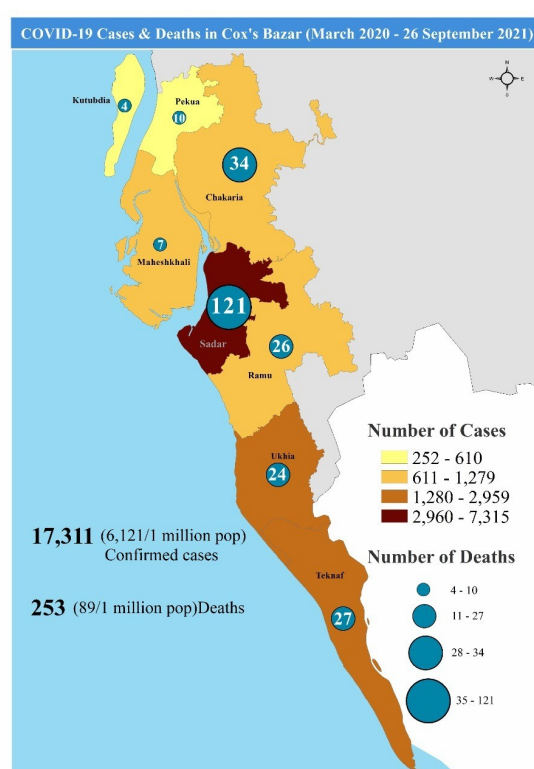 COVID-19 Cases & Deaths in Cox's Bazar (March 2020 - 26 September 2021)
N
W E
S
Kutubdia
4
Pekua
10
34
Chakaria
7
Maheshkhali
121
Sadar
26
Ramu
Ukhia
24
Teknaf
27
17,311 (6,121/1 million pop)
Confirmed cases
253 (89/1 million pop)Deaths
Number of Cases
252 - 610
611 - 1,279
1,280 - 2,959
2,960 - 7,315
Number of Deaths
4 - 10
11 - 27
28 - 34
35 - 121